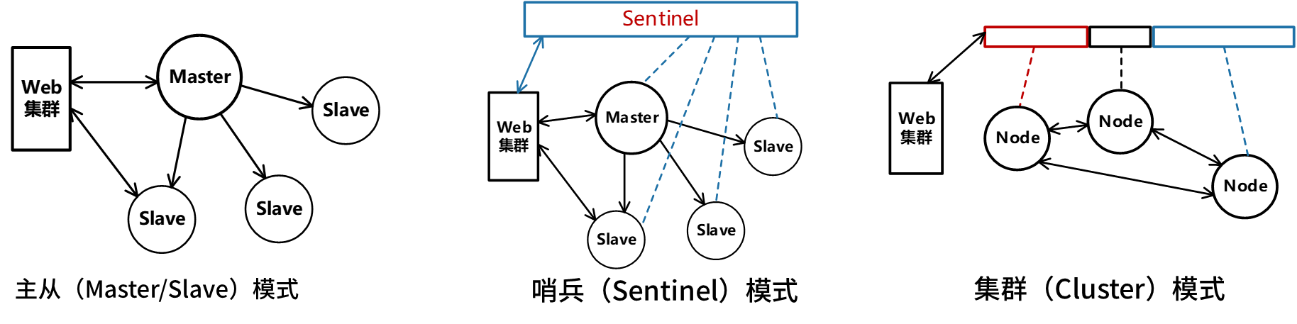 Web
集群
Master
Slave
Slave
Slave
主从（Master/Slave）模式
Sentinel
Web
集群
Master
Slave
Slave
Slave
哨兵（Sentinel）模式
Web
集群
Node
Node
Node
集群（Cluster）模式